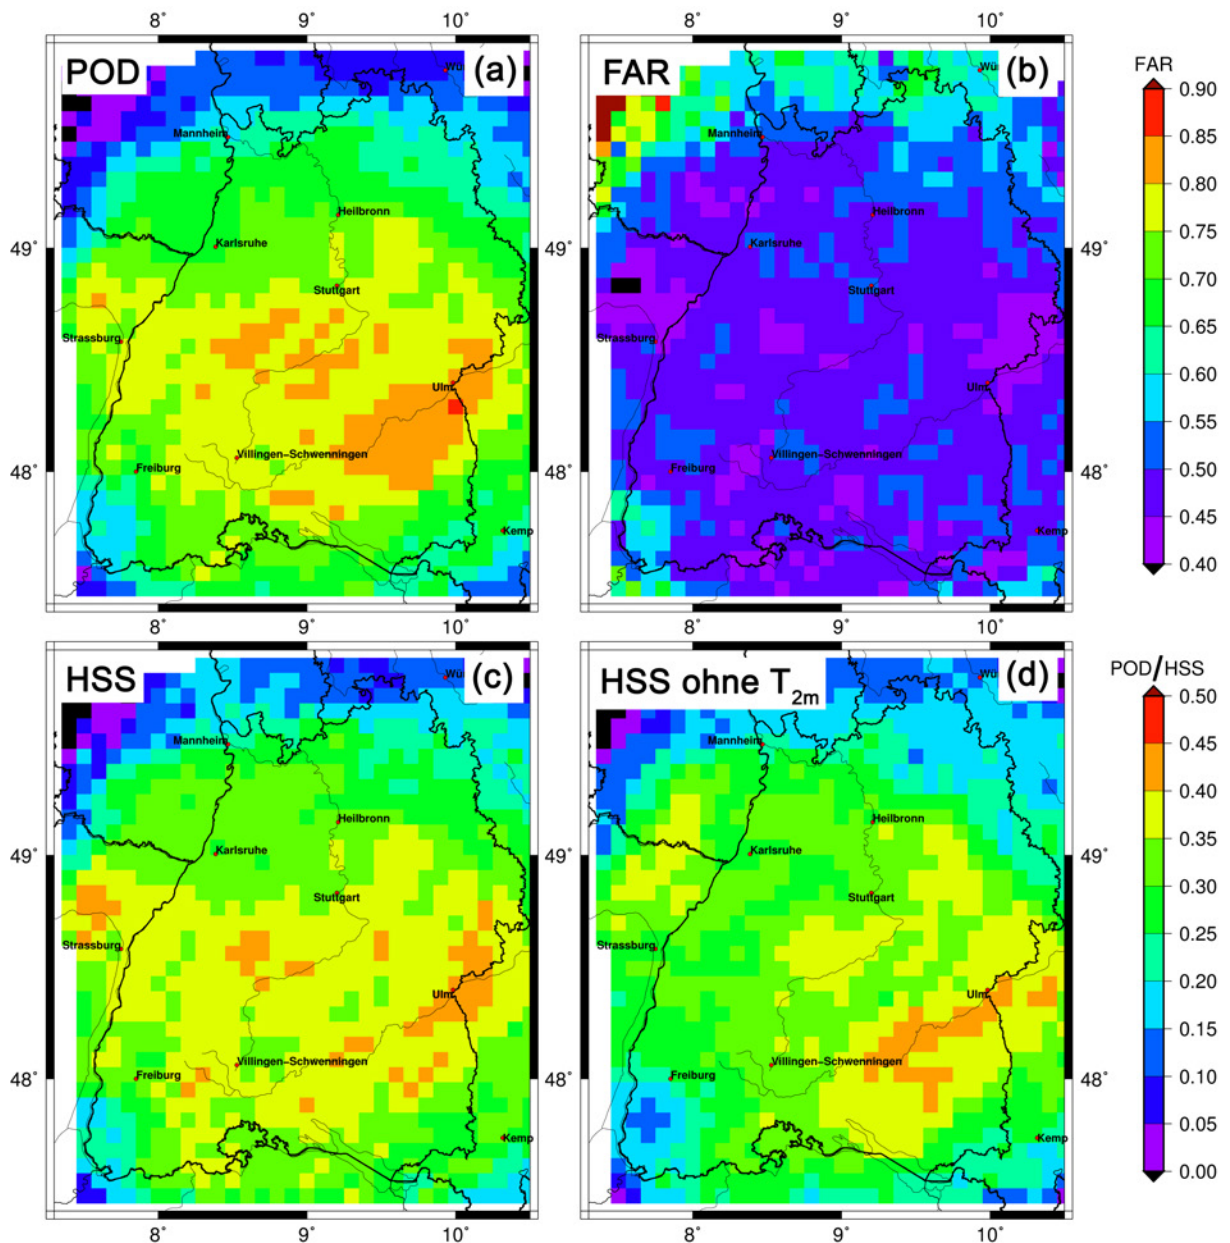 8° 9° 10° 8° 9° 10°
POD (a) FAR (b)
Wü Wü
Mannheim Mannheim
Heilbronn Heilbronn
49° Karlsruhe Karlsruhe 49°
Stuttgart Stuttgart
Strassburg Strassburg
Ulm Ulm
Villingen-Schwenningen Villingen-Schwenningen
48° Freiburg Freiburg 48°
Kemp Kemp
8° 9° 10° 8° 9° 10°
FAR
0.90
0.85
0.80
0.75
0.70
0.65
0.60
0.55
0.50
0.45
0.40
HSS (c) HSS ohne T2m (d)
Wü Wü
Mannheim Mannheim
Heilbronn Heilbronn
49° Karlsruhe Karlsruhe 49°
Stuttgart Stuttgart
Strassburg Strassburg
Ulm Ulm
Villingen-Schwenningen Villingen-Schwenningen
48° Freiburg Freiburg 48°
Kemp Kemp
8° 9° 10° 8° 9° 10°
POD/HSS
0.50
0.45
0.40
0.35
0.30
0.25
0.20
0.15
0.10
0.05
0.00